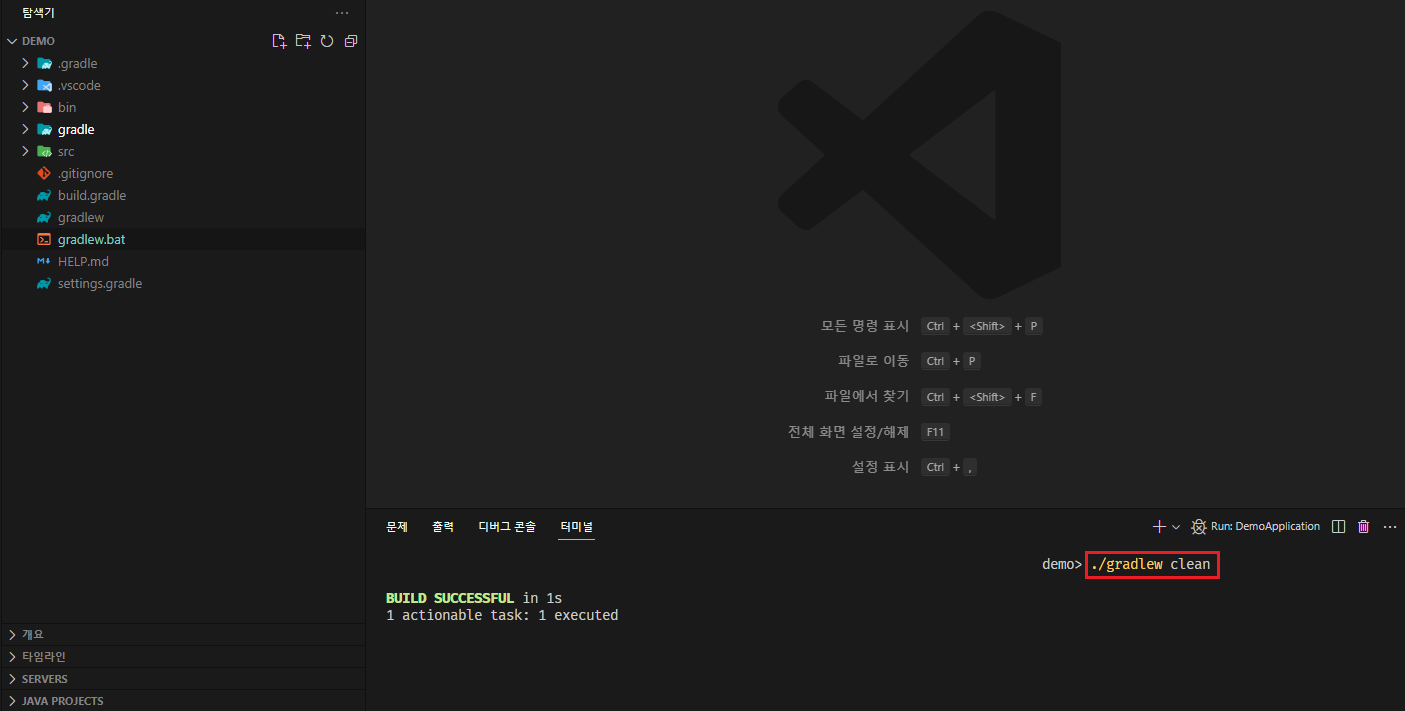 탐색기
DEMO
.gradle
.vscode
bin
gradle
src
.gitignore
build.gradle
gradlew
gradlew.bat
HELP.md
settings.gradle
개요
타임라인
SERVERS
JAVA PROJECTS
모든 명령 표시 Ctrl + <Shift> + P
파일로 이동 Ctrl + P
파일에서 찾기 Ctrl + <Shift> + F
전체 화면 설정/해제 F11
설정 표시 Ctrl + ,
문제 출력 디버그 콘솔 터미널 Run: DemoApplication
demo> ./gradlew clean
BUILD SUCCESSFUL in 1s
1 actionable task: 1 executed